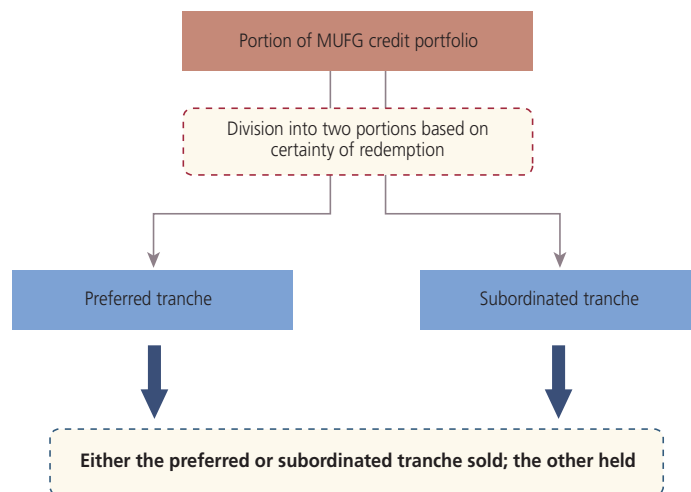 Portion of MUFG credit portfolio
Division into two portions based on
certainty of redemption
Preferred tranche
Subordinated tranche
Either the preferred or subordinated tranche sold; the other held